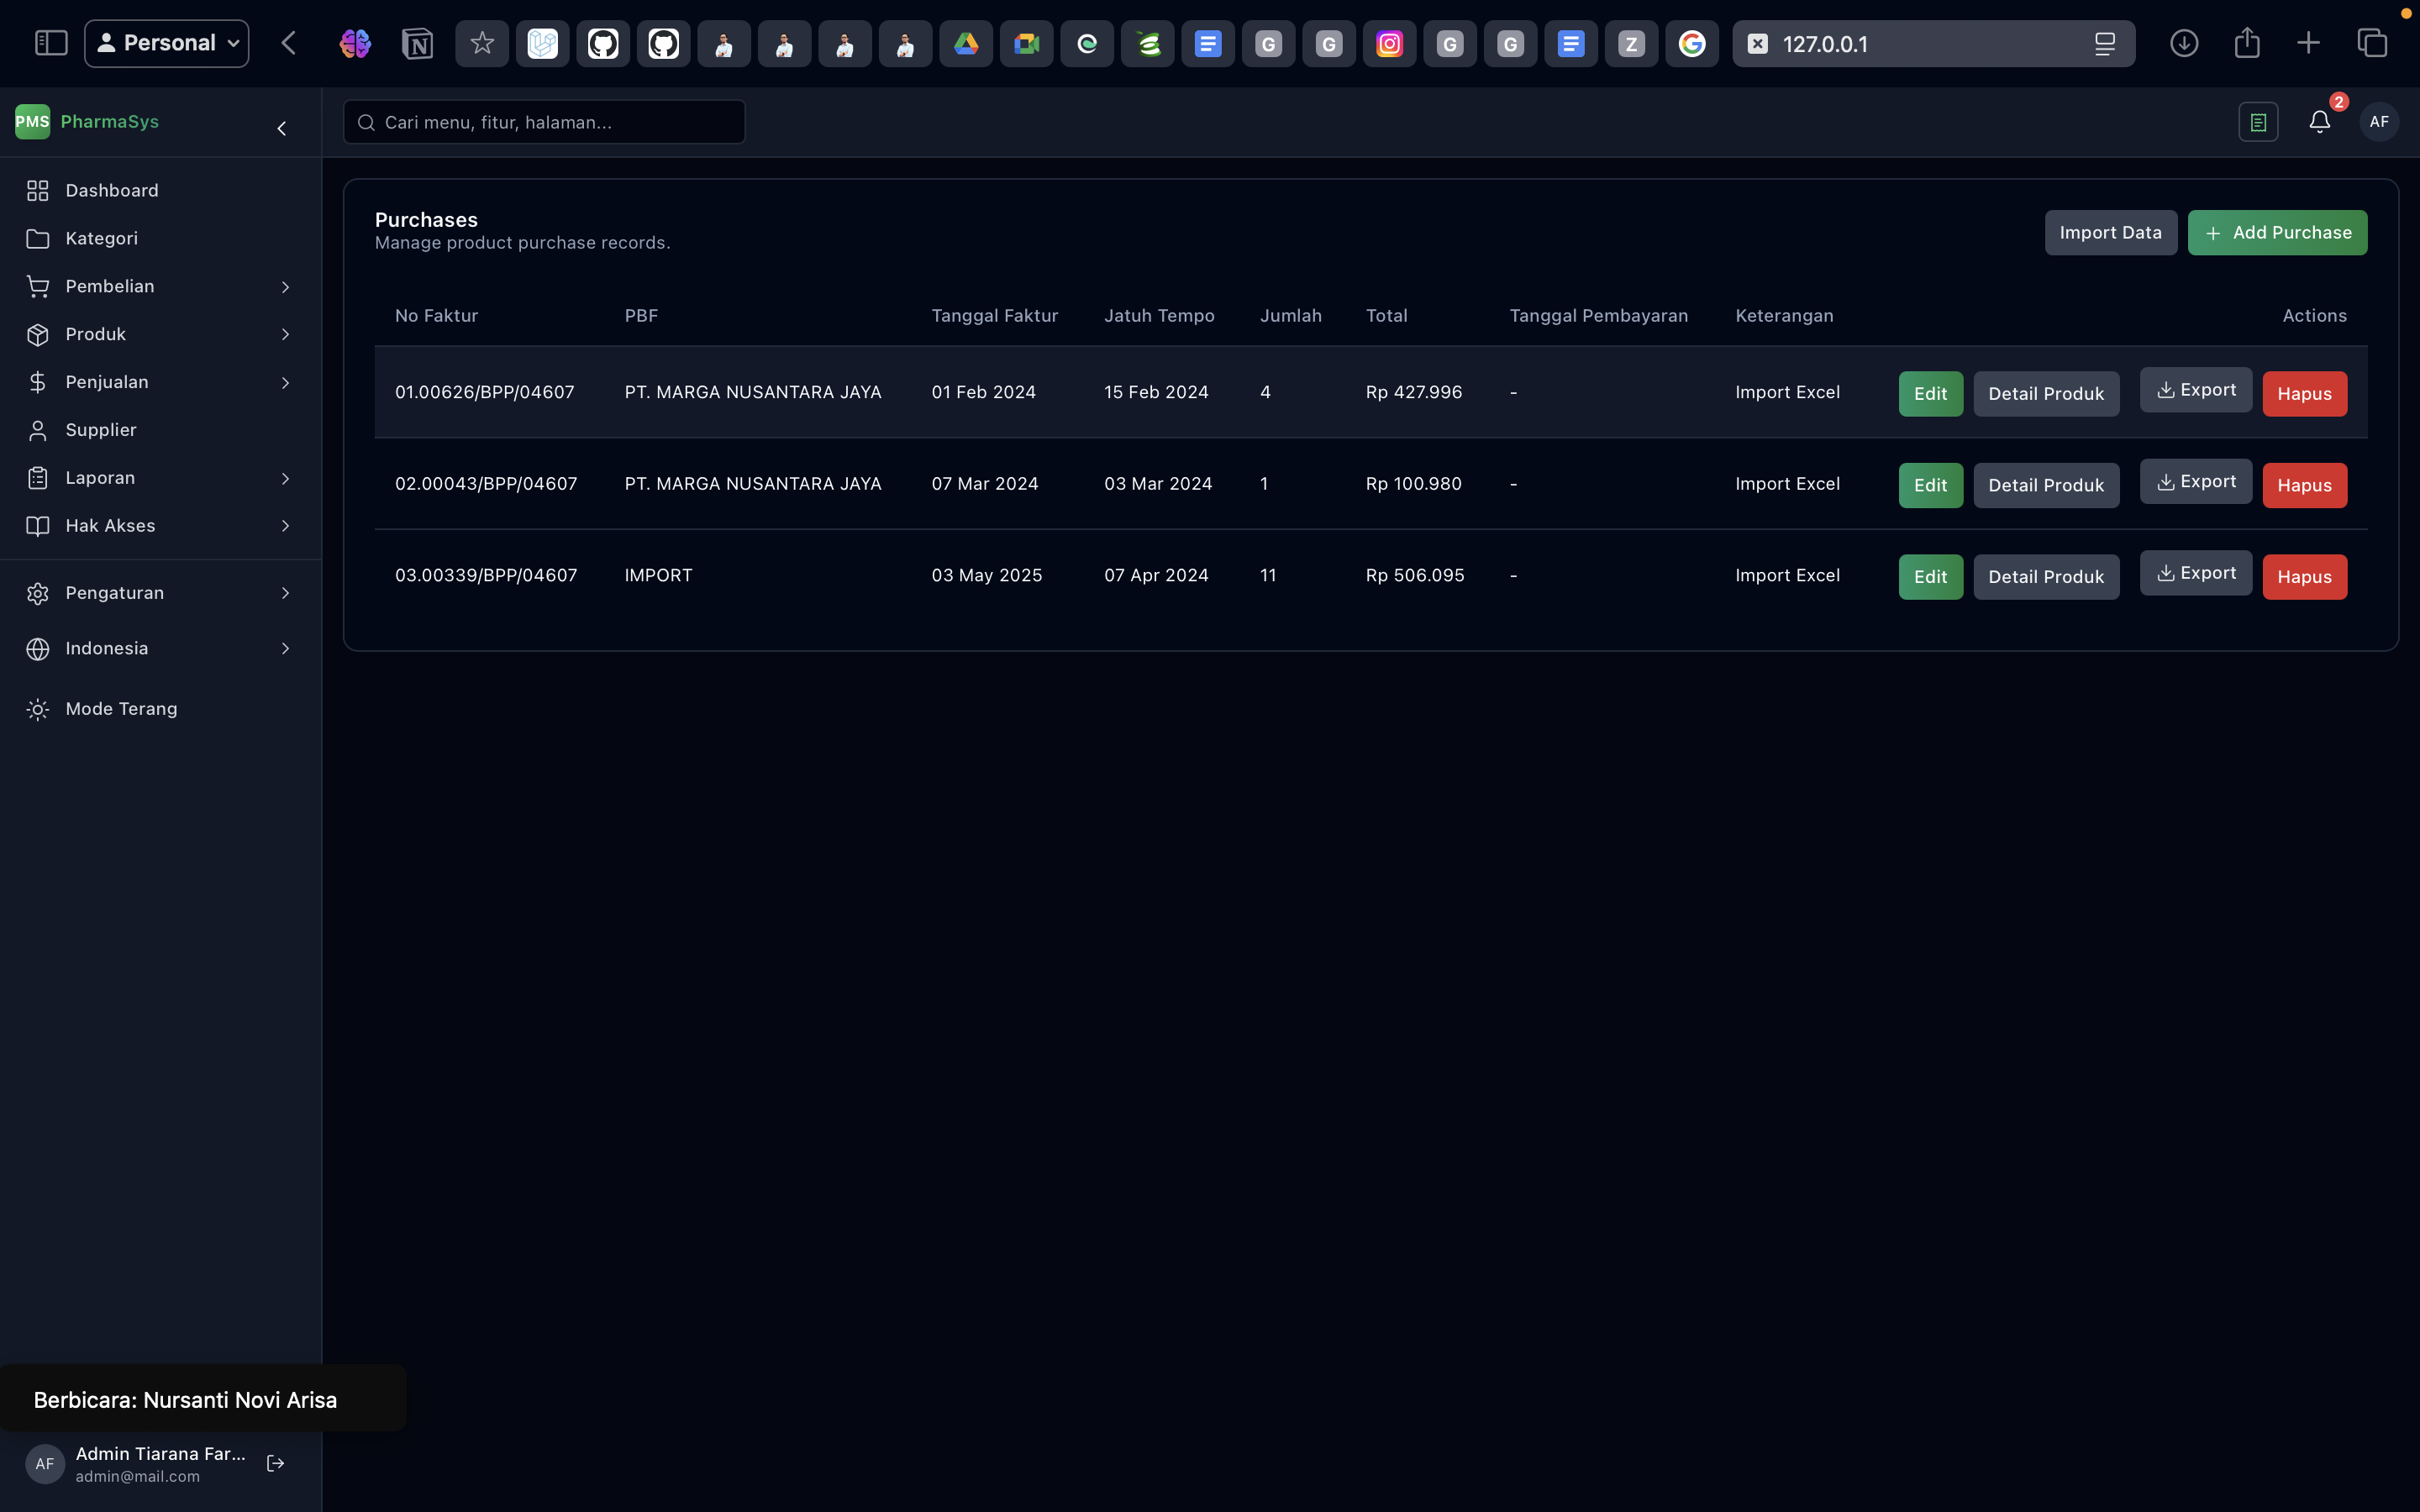 Personal
127.0.0.1
G
G
G
G
Z
PMS PharmaSys
Cari menu, fitur, halaman...
2
AF
Dashboard
Kategori
Pembelian
Produk
Penjualan
Supplier
Laporan
Hak Akses
Pengaturan
Indonesia
Mode Terang
Purchases
Manage product purchase records.
Import Data
+ Add Purchase
No Faktur PBF Tanggal Faktur Jatuh Tempo Jumlah Total Tanggal Pembayaran Keterangan Actions
01.00626/BPP/04607 PT. MARGA NUSANTARA JAYA 01 Feb 2024 15 Feb 2024 4 Rp 427.996 - Import Excel Edit Detail Produk Export Hapus
02.00043/BPP/04607 PT. MARGA NUSANTARA JAYA 07 Mar 2024 03 Mar 2024 1 Rp 100.980 - Import Excel Edit Detail Produk Export Hapus
03.00339/BPP/04607 IMPORT 03 May 2025 07 Apr 2024 11 Rp 506.095 - Import Excel Edit Detail Produk Export Hapus
Berbicara: Nursanti Novi Arisa
AF
Admin Tiarana Far...
admin@mail.com